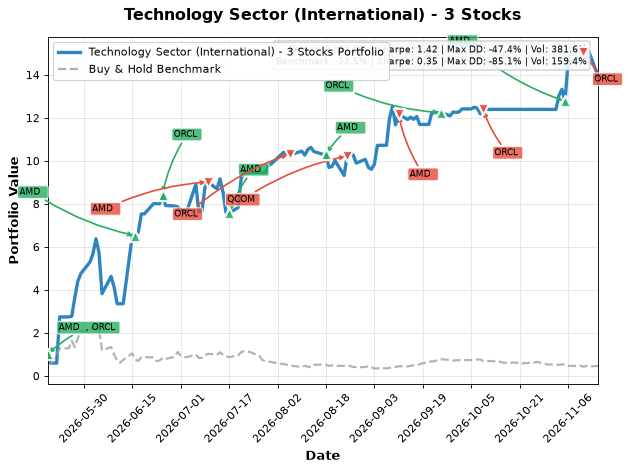 Technology Sector (International) - 3 Stocks
Technology Sector (International) - 3 Stocks Portfolio
Buy & Hold Benchmark
Sharpe: 1.42 | Max DD: -47.4% | Vol: 381.6%
Benchmark: -53.5% | Sharpe: 0.35 | Max DD: -85.1% | Vol: 159.4%
AMD
ORCL
ORCL
ORCL
AMD
ORCL
AMD
AMD
AMD
QCOM
AMD
ORCL
AMD , ORCL
Portfolio Value
14
12
10
8
6
4
2
0
2026-05-30
2026-06-15
2026-07-01
2026-07-17
2026-08-02
2026-08-18
2026-09-03
2026-09-19
2026-10-05
2026-10-21
2026-11-06
Date